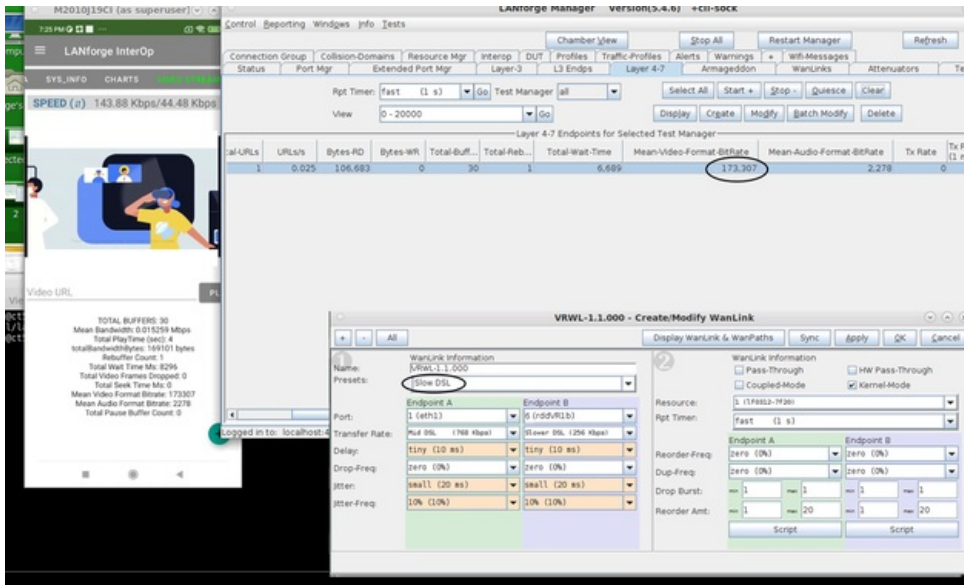 M2010J19CI (as superuser)
7:25 PM
LANforge InterOp
SYS_INFO CHARTS
SPEED (⇵) 143.88 Kbps/44.48 Kbps
Video URL
TOTAL BUFFERS: 30
Mean Bandwidth: 0.015259 Mbps
Total PlayTime (sec): 4
totalBandwidthBytes: 169101 bytes
Rebuffer Count: 1
Total Wait Time Ms: 8296
Total Video Frames Dropped: 0
Total Seek Time Ms: 0
Mean Video Format Bitrate: 173307
Mean Audio Format Bitrate: 2278
Total Pause Buffer Count: 0
LANforge Manager Version(5.4.6) +cli-sock
Control Reporting Windows Info Tests
Chamber View Stop All Restart Manager Refresh
Connection Group Collision-Domains Resource Mgr Interop DUT Profiles Traffic-Profiles Alerts Warnings + Wifi-Messages
Status Port Mgr Extended Port Mgr Layer-3 L3 Endps Layer 4-7 Armageddon WanLinks Attenuators
Rpt Timer: fast (1 s) Go Test Manager all Select All Start + Stop - Quiesce Clear
View 0 - 20000 Go Display Create Modify Batch Modify Delete
Layer 4-7 Endpoints for Selected Test Manager
tal-URLs URLs/s Bytes-RD Bytes-WR Total-Buff... Total-Reb... Total-Wait-Time Mean-Video-Format-BitRate Mean-Audio-Format-BitRate Tx Rate
1 0.025 106,683 0 30 1 6,689 173,307 2,278 0
Logged in to: localhost:4
VRWL-1.1.000 - Create/Modify WanLink
+ - All Display WanLink & WanPaths Sync Apply OK Cancel
1 WanLink Information
Name: VRWL-1.1.000
Presets: Slow DSL
Endpoint A Endpoint B
Port: 1 (eth1) 6 (rddVR1b)
Transfer Rate: Mid DSL (768 Kbps) Slower DSL (256 Kbps)
Delay: tiny (10 ms) tiny (10 ms)
Drop-Freq: zero (0%) zero (0%)
Jitter: small (20 ms) small (20 ms)
Jitter-Freq: 10% (10%) 10% (10%)
2 WanLink Information
Pass-Through HW Pass-Through
Coupled-Mode Kernel-Mode
Resource: 1 (lf0312-7f20)
Rpt Timer: fast (1 s)
Endpoint A Endpoint B
Reorder-Freq: zero (0%) zero (0%)
Dup-Freq: zero (0%) zero (0%)
Drop Burst: min 1 max 1 min 1 max 1
Reorder Amt: min 1 max 20 min 1 max 20
Script Script